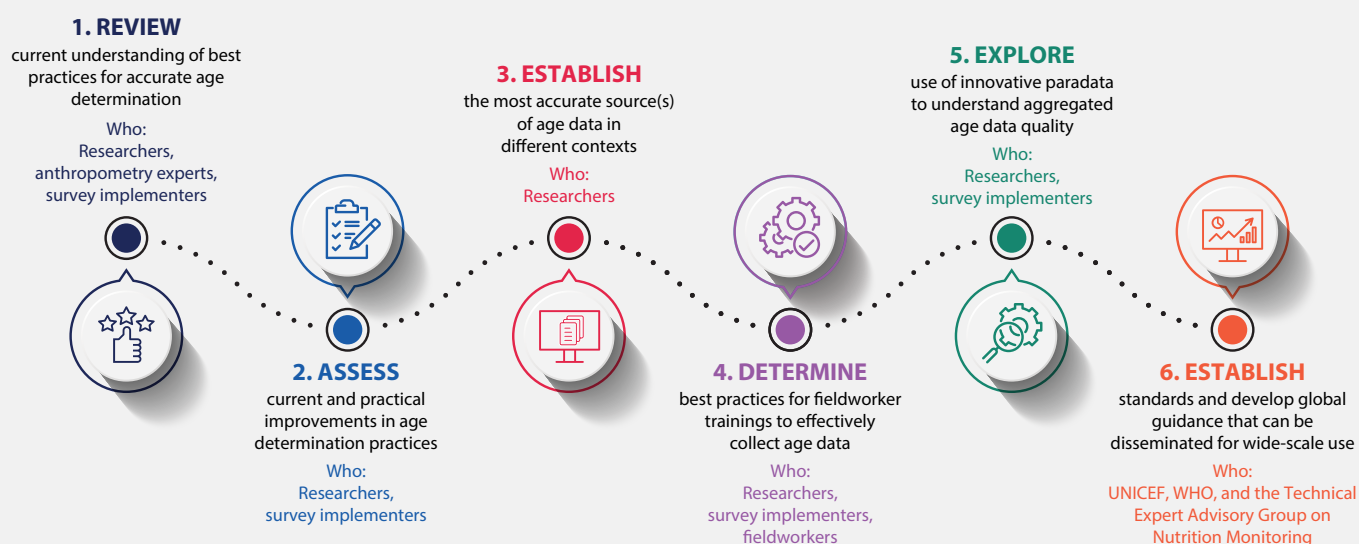 1. REVIEW
current understanding of best
practices for accurate age
determination
Who:
Researchers,
anthropometry experts,
survey implementers
2. ASSESS
current and practical
improvements in age
determination practices
Who:
Researchers,
survey implementers
3. ESTABLISH
the most accurate source(s)
of age data in
different contexts
Who:
Researchers
4. DETERMINE
best practices for fieldworker
trainings to effectively
collect age data
Who:
Researchers,
survey implementers,
fieldworkers
5. EXPLORE
use of innovative paradata
to understand aggregated
age data quality
Who:
Researchers,
survey implementers
6. ESTABLISH
standards and develop global
guidance that can be
disseminated for wide-scale use
Who:
UNICEF, WHO, and the Technical
Expert Advisory Group on
Nutrition Monitoring